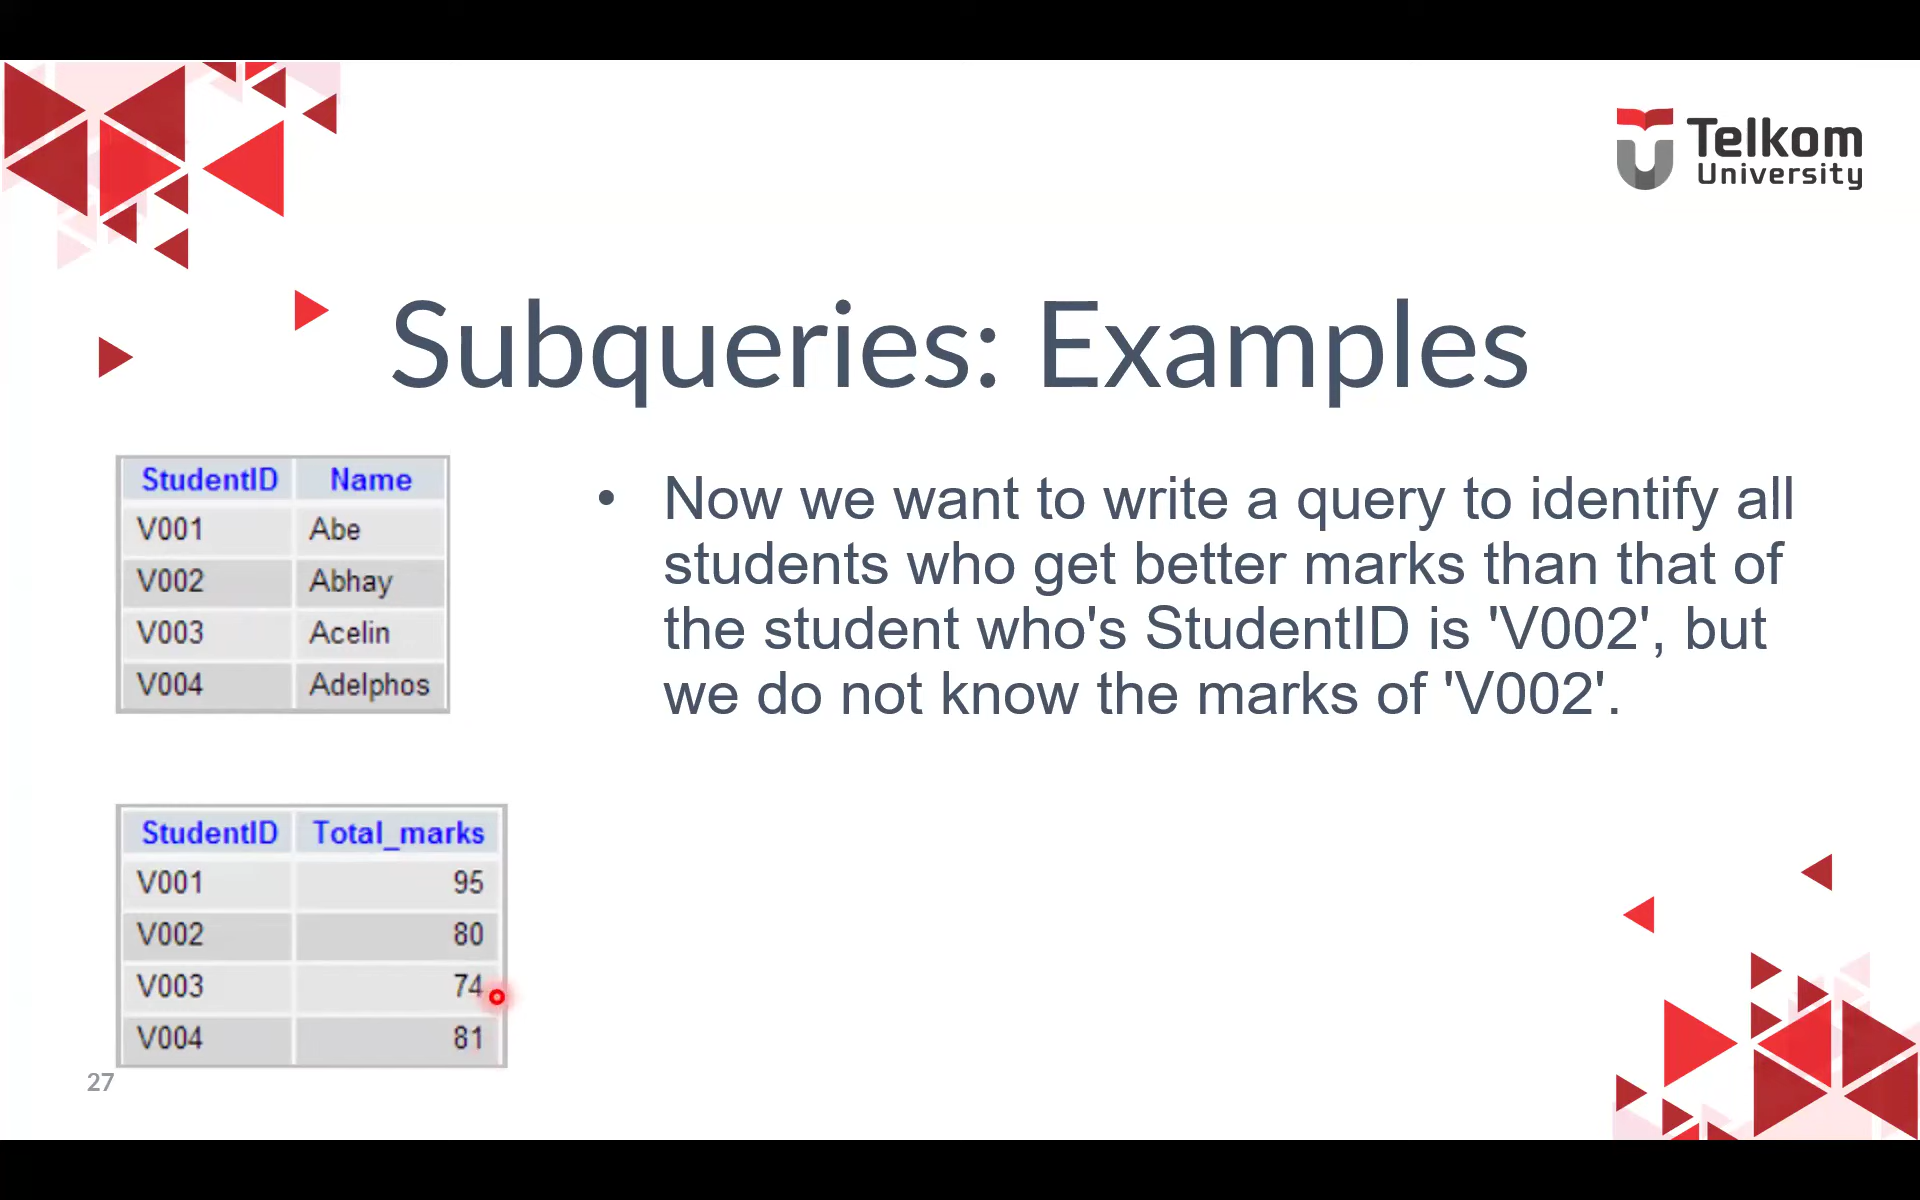 Telkom
University
Subqueries: Examples
StudentID Name
V001 Abe
V002 Abhay
V003 Acelin
V004 Adelphos
• Now we want to write a query to identify all
students who get better marks than that of
the student who's StudentID is 'V002', but
we do not know the marks of 'V002'.
StudentID Total_marks
V001 95
V002 80
V003 74
V004 81
27